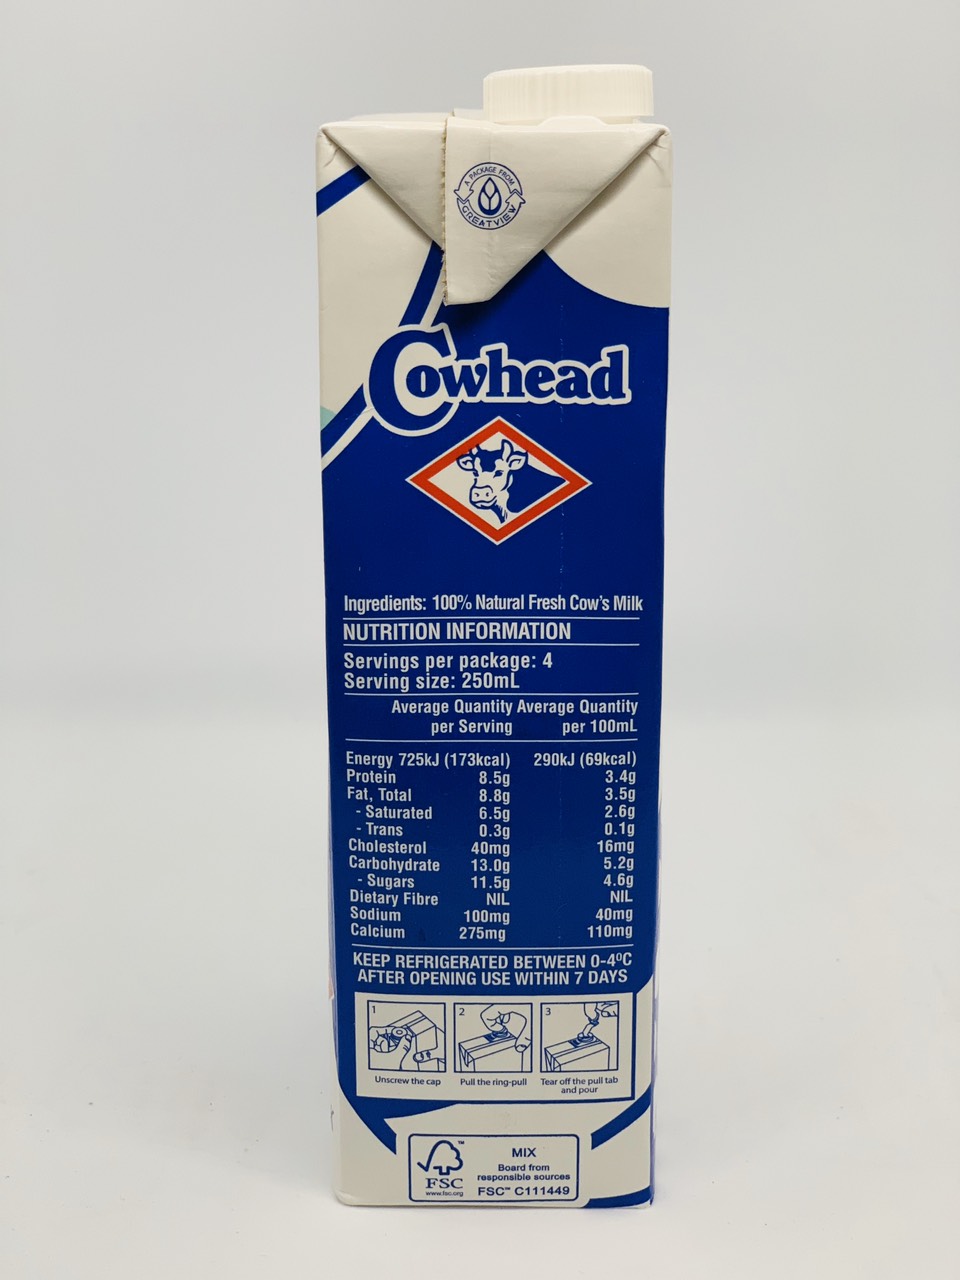 A PACKAGE FROM
GREATVIEW
Cowhead
Ingredients: 100% Natural Fresh Cow's Milk
NUTRITION INFORMATION
Servings per package: 4
Serving size: 250mL
Average Quantity Average Quantity
per Serving per 100mL
Energy 725kJ (173kcal) 290kJ (69kcal)
Protein 8.5g 3.4g
Fat, Total 8.8g 3.5g
- Saturated 6.5g 2.6g
- Trans 0.3g 0.1g
Cholesterol 40mg 16mg
Carbohydrate 13.0g 5.2g
- Sugars 11.5g 4.6g
Dietary Fibre NIL NIL
Sodium 100mg 40mg
Calcium 275mg 110mg
KEEP REFRIGERATED BETWEEN 0-4ºC
AFTER OPENING USE WITHIN 7 DAYS
1 2 3
Unscrew the cap Pull the ring-pull Tear off the pull tab
and pour
FSC™
www.fsc.org
MIX
Board from
responsible sources
FSC™ C111449